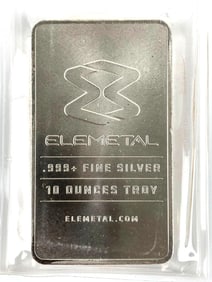 ELEMETAL
.999+ FINE SILVER
10 OUNCES TROY
ELEMETAL.COM